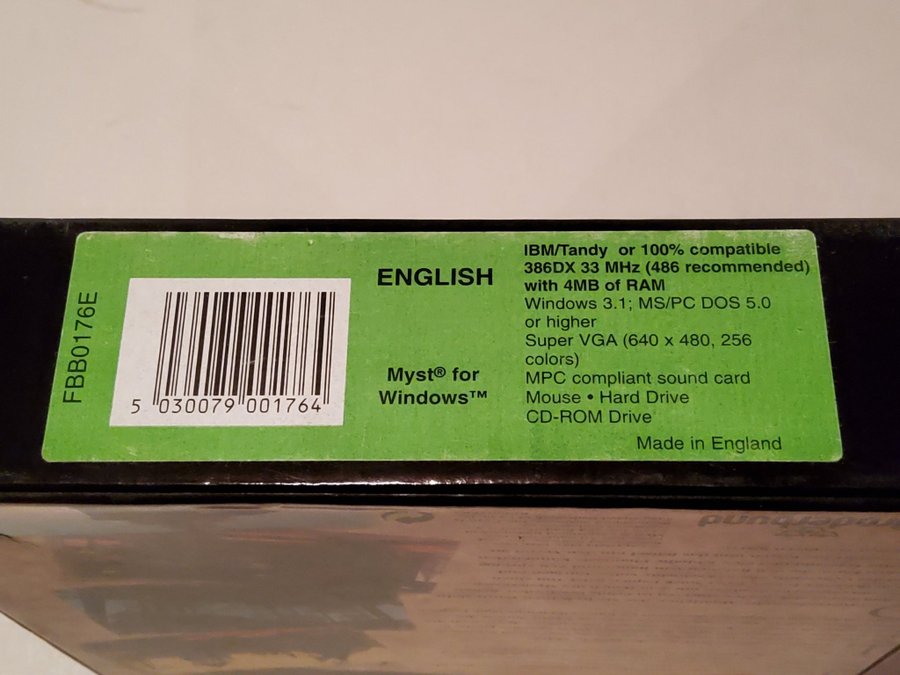 FBB0176E
5 030079 001764
ENGLISH
Myst® for
Windows™
IBM/Tandy or 100% compatible
386DX 33 MHz (486 recommended)
with 4MB of RAM
Windows 3.1; MS/PC DOS 5.0
or higher
Super VGA (640 x 480, 256
colors)
MPC compliant sound card
Mouse • Hard Drive
CD-ROM Drive
Made in England